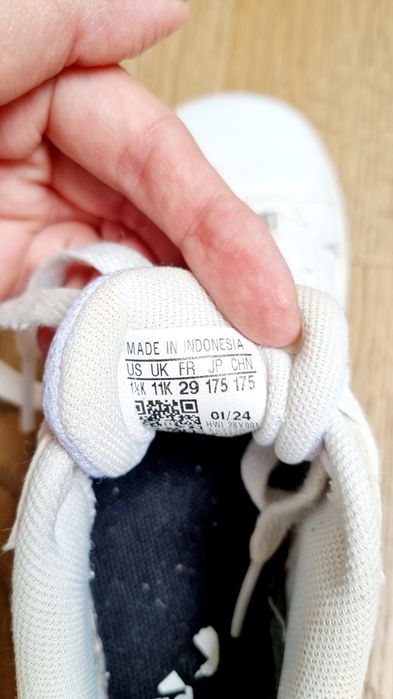 MADE IN INDONESIA
US UK FR JP CHN
11K 29 175 175
01/24